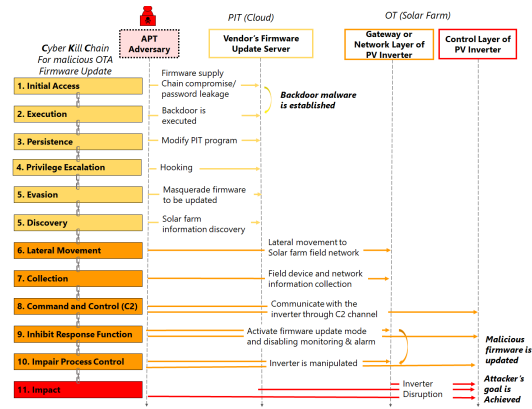 PIT (Cloud)
OT (Solar Farm)
Cyber Kill Chain
For malicious OTA
Firmware Update
APT
Adversary
Vendor's Firmware
Update Server
Gateway or
Network Layer of
PV Inverter
Control Layer of
PV Inverter
1. Initial Access
Firmware supply
Chain compromise/
password leakage
Backdoor malware
is established
2. Execution
Backdoor is
executed
3. Persistence
Modify PIT program
4. Privilege Escalation
Hooking
5. Evasion
Masquerade firmware
to be updated
5. Discovery
Solar farm
information discovery
6. Lateral Movement
Lateral movement to
Solar farm field network
7. Collection
Field device and network
information collection
8. Command and Control (C2)
Communicate with the
inverter through C2 channel
9. Inhibit Response Function
Activate firmware update mode
and disabling monitoring & alarm
Malicious
firmware is
updated
10. Impair Process Control
Inverter is manipulated
11. Impact
Inverter
Disruption
Attacker's
goal is
Achieved